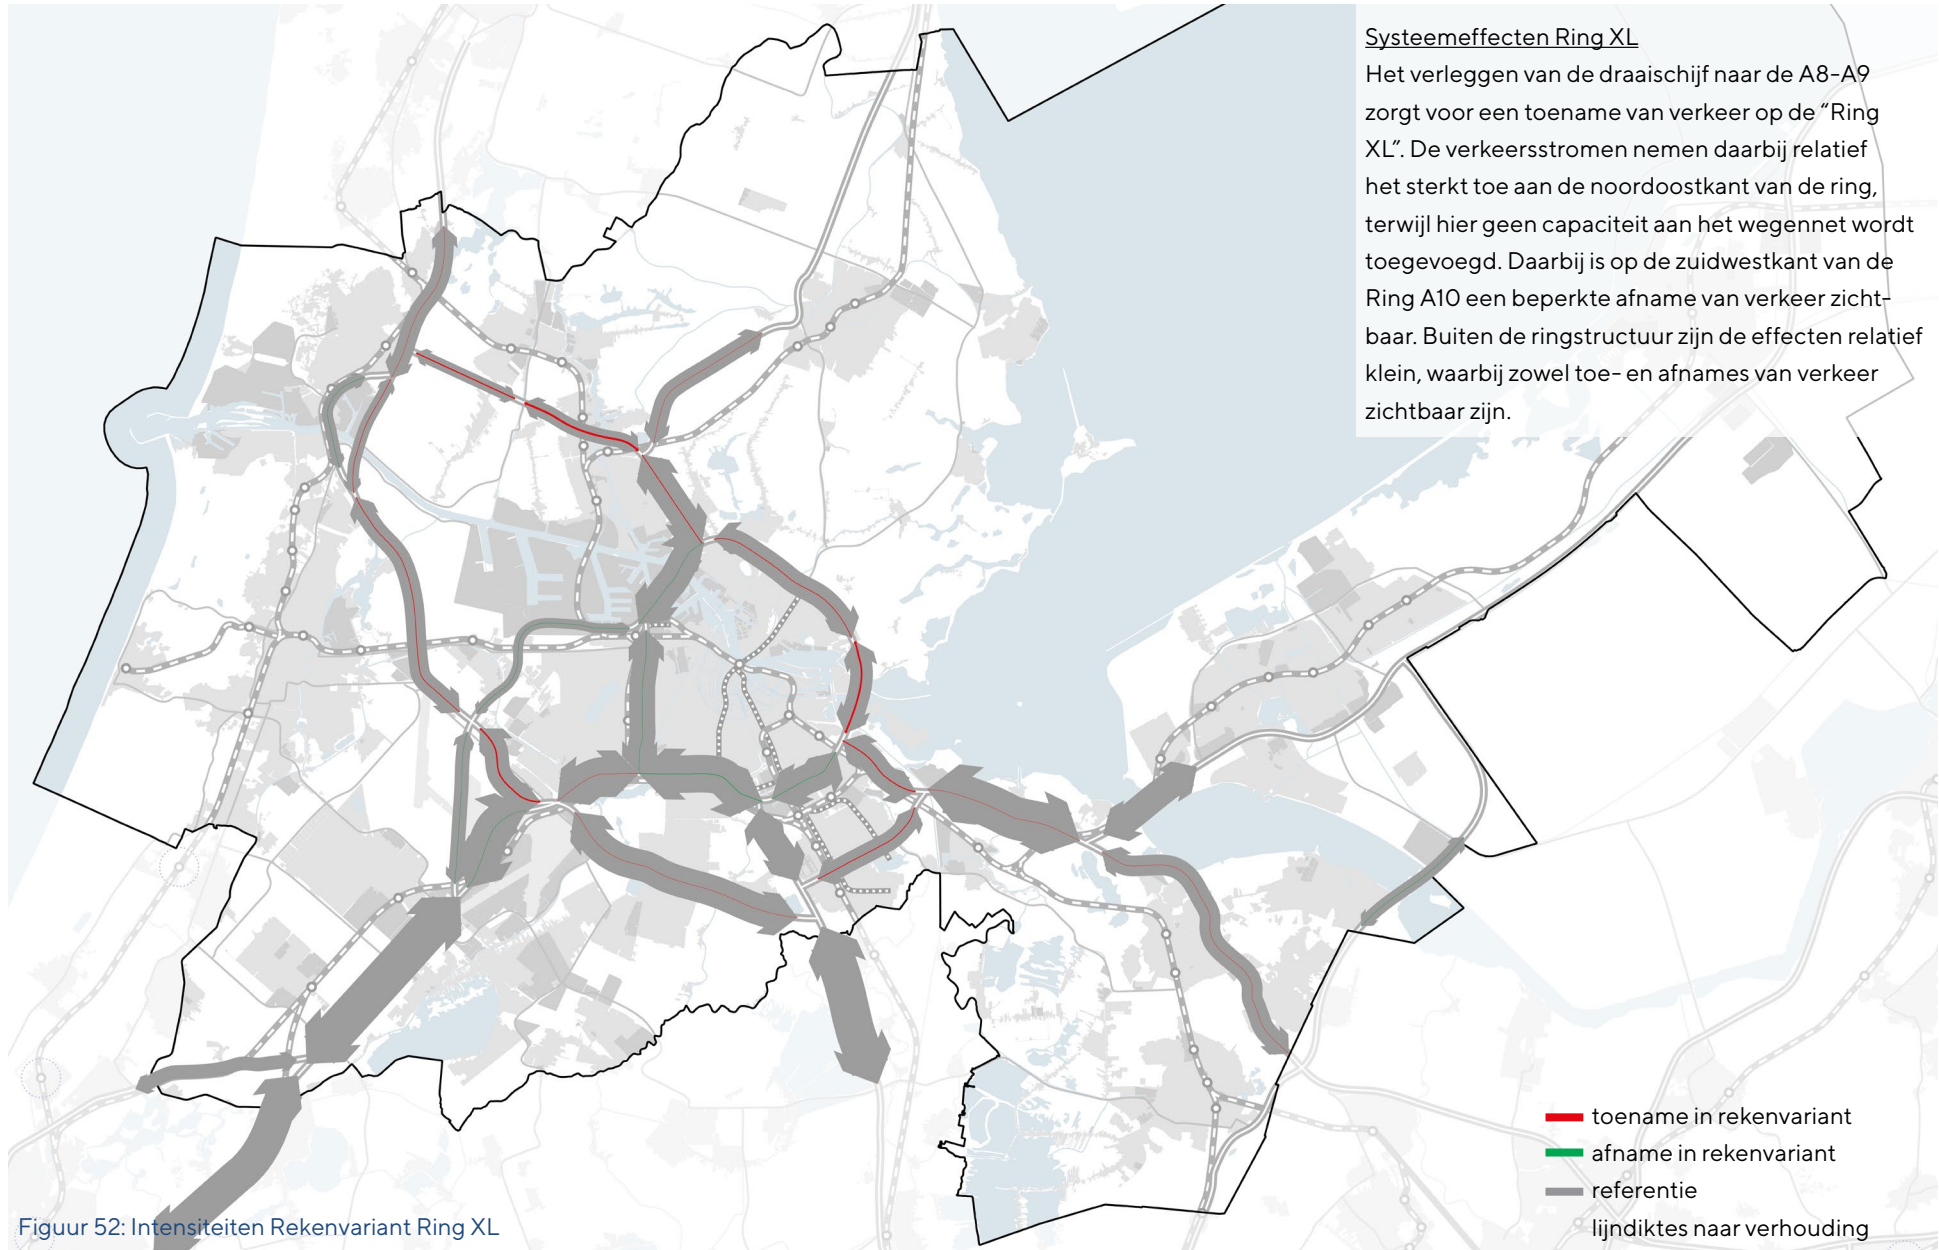 Systeemeffecten Ring XL
Het verleggen van de draaischijf naar de A8-A9
zorgt voor een toename van verkeer op de “Ring
XL”. De verkeersstromen nemen daarbij relatief
het sterkt toe aan de noordoostkant van de ring,
terwijl hier geen capaciteit aan het wegennet wordt
toegevoegd. Daarbij is op de zuidwestkant van de
Ring A10 een beperkte afname van verkeer zicht-
baar. Buiten de ringstructuur zijn de effecten relatief
klein, waarbij zowel toe- en afnames van verkeer
zichtbaar zijn.
toename in rekenvariant
afname in rekenvariant
referentie
lijndiktes naar verhouding
Figuur 52: Intensiteiten Rekenvariant Ring XL